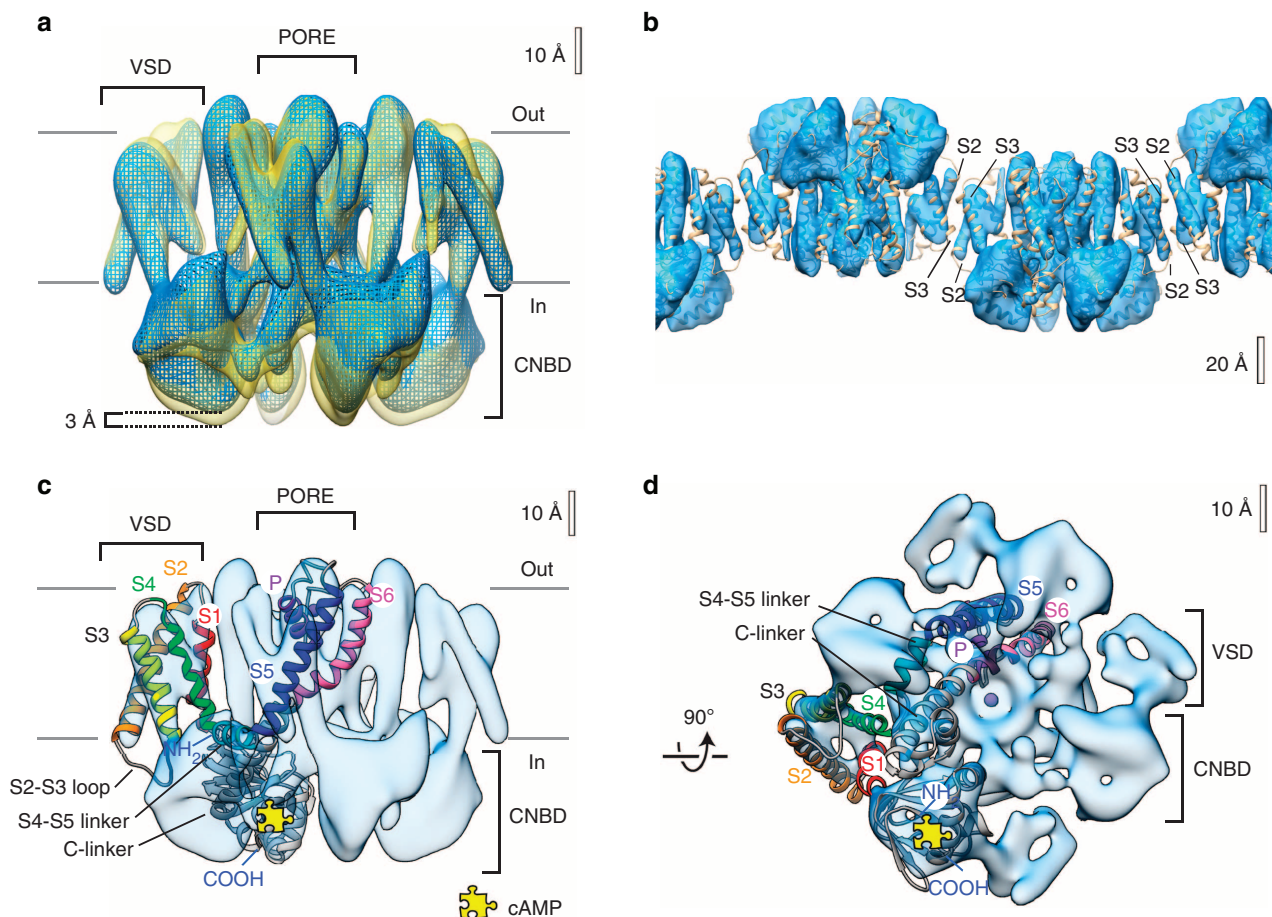 a
PORE
VSD
10 Å
Out
In
CNBD
3 Å
b
S2
S3
S3
S2
S3
S2
S2
S3
20 Å
c
PORE
VSD
10 Å
S2
S4
P
S6
Out
S1
S3
S5
NH2
In
S2-S3 loop
S4-S5 linker
C-linker
CNBD
COOH
cAMP
d
10 Å
S5
S4-S5 linker
S6
C-linker
P
VSD
S3
S4
90°
S1
S2
CNBD
NH
COOH